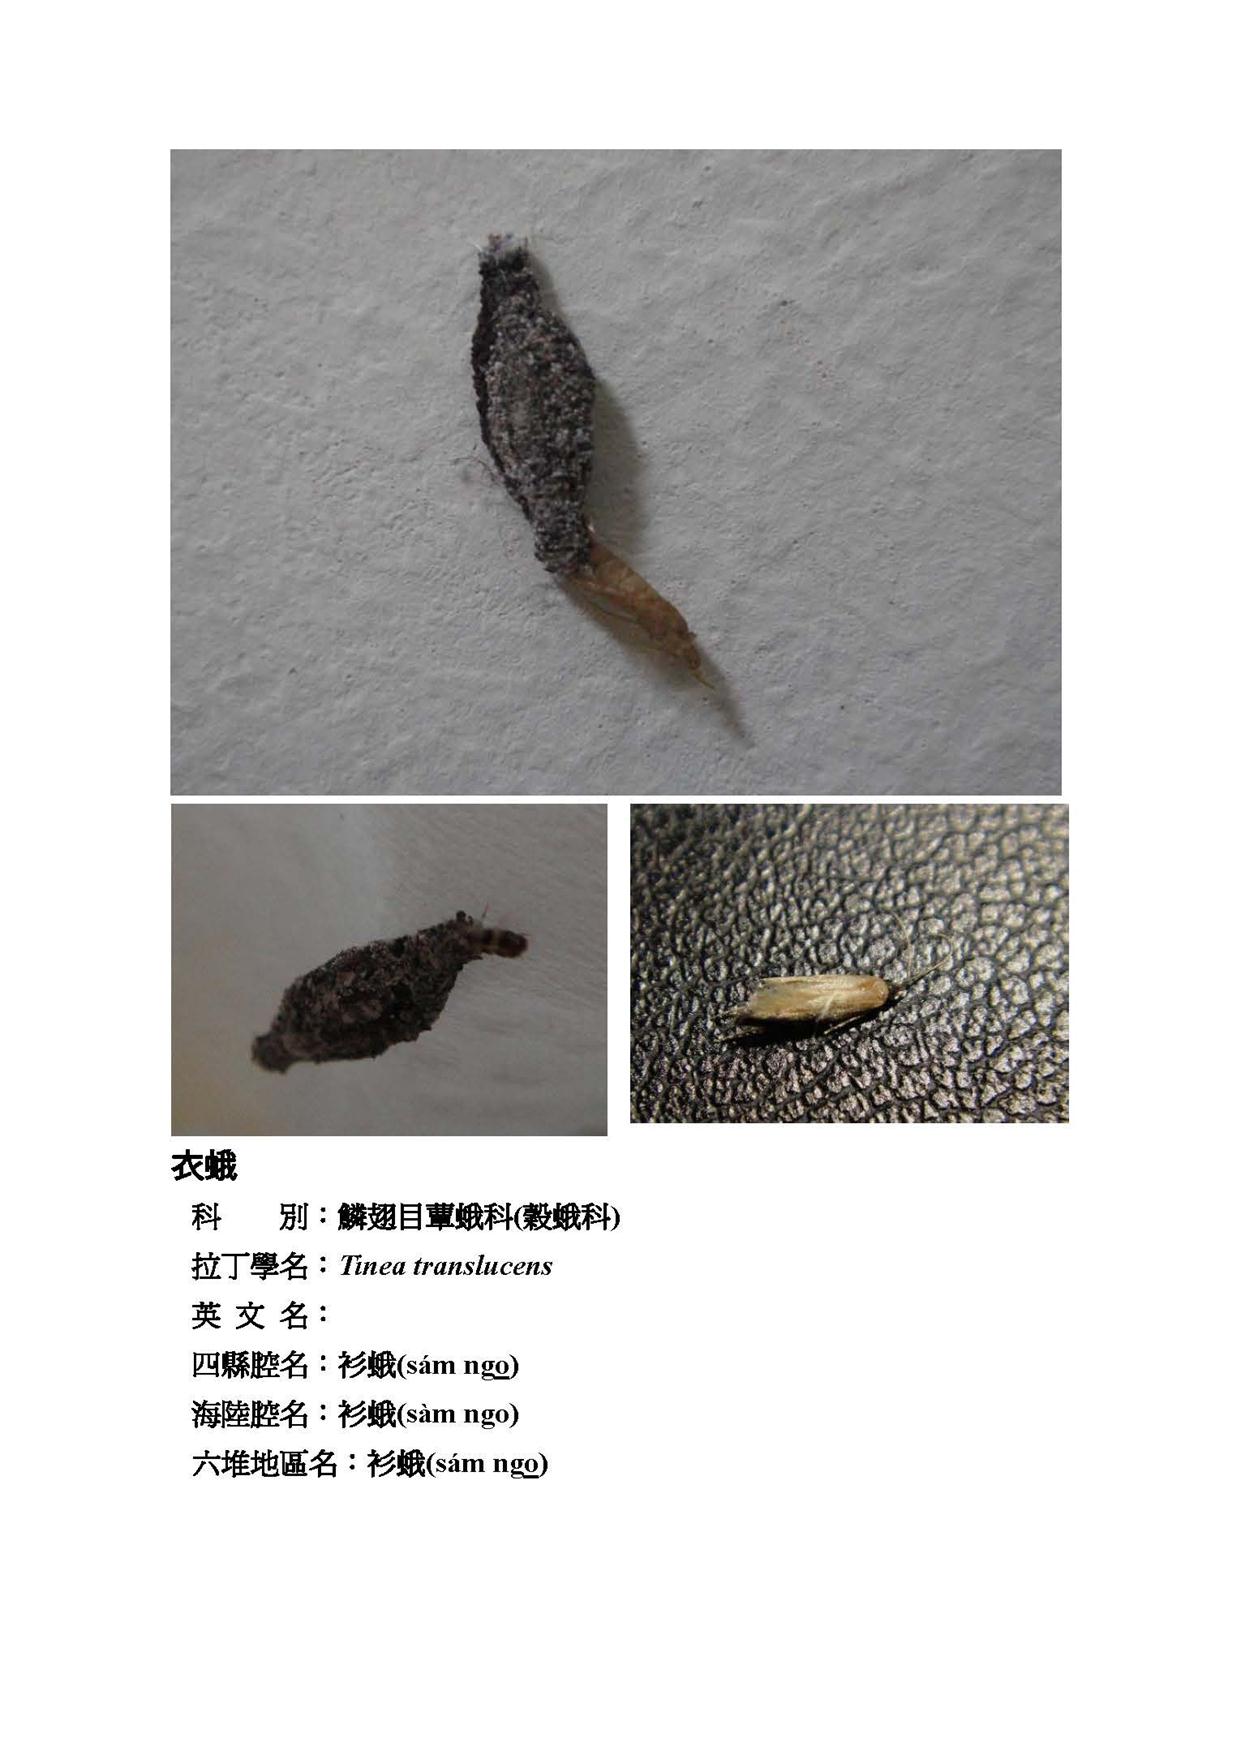 衣蛾
科　　別：鱗翅目蕈蛾科(穀蛾科)
拉丁學名：Tinea translucens
英 文 名：
四縣腔名：衫蛾(sám ngo)
海陸腔名：衫蛾(sàm ngo)
六堆地區名：衫蛾(sám ngo)